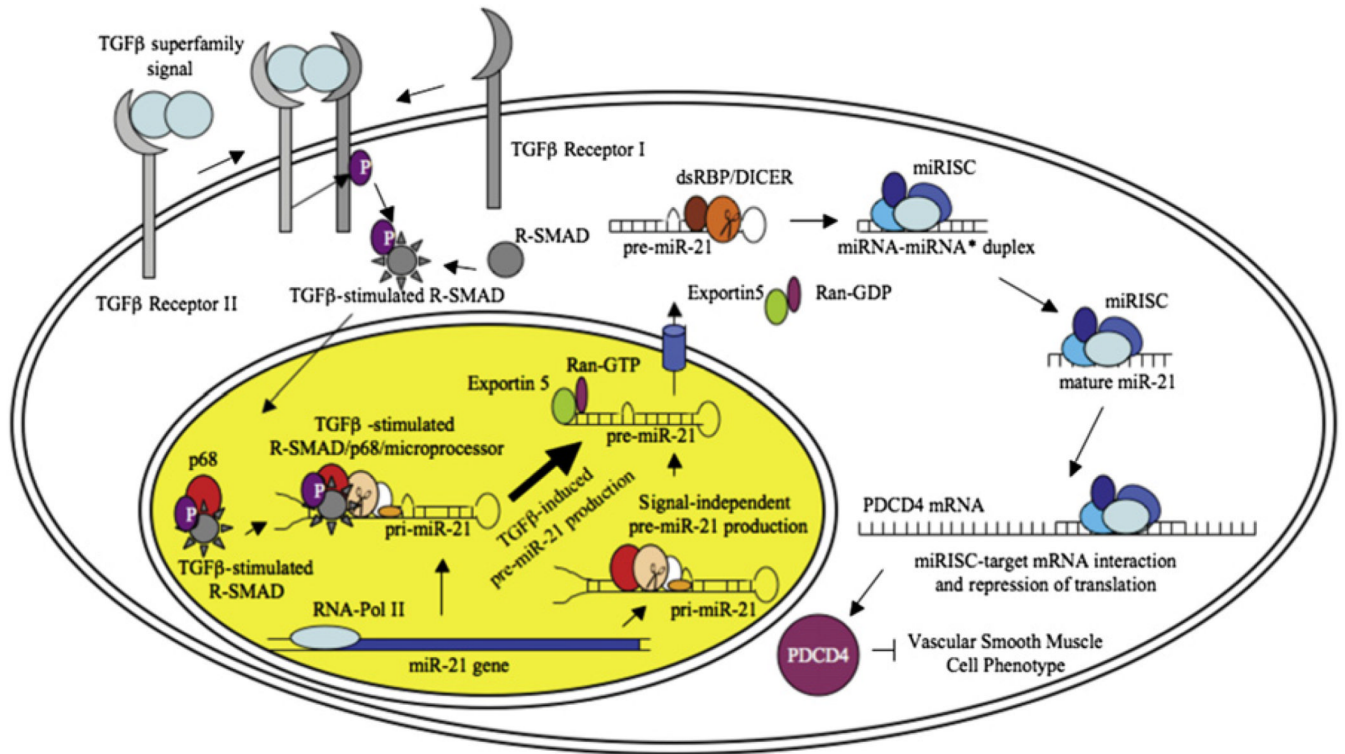 TGFβ superfamily
signal
TGFβ Receptor I
TGFβ Receptor II
P
P
R-SMAD
TGFβ-stimulated R-SMAD
dsRBP/DICER
pre-miR-21
miRISC
miRNA-miRNA* duplex
Exportin5
Ran-GDP
miRISC
mature miR-21
Ran-GTP
Exportin 5
pre-miR-21
TGFβ -stimulated
R-SMAD/p68/microprocessor
p68
P
P
pri-miR-21
TGFβ-stimulated
R-SMAD
TGFβ-induced
pre-miR-21 production
Signal-independent
pre-miR-21 production
pri-miR-21
RNA-Pol II
miR-21 gene
PDCD4 mRNA
miRISC-target mRNA interaction
and repression of translation
PDCD4
Vascular Smooth Muscle
Cell Phenotype